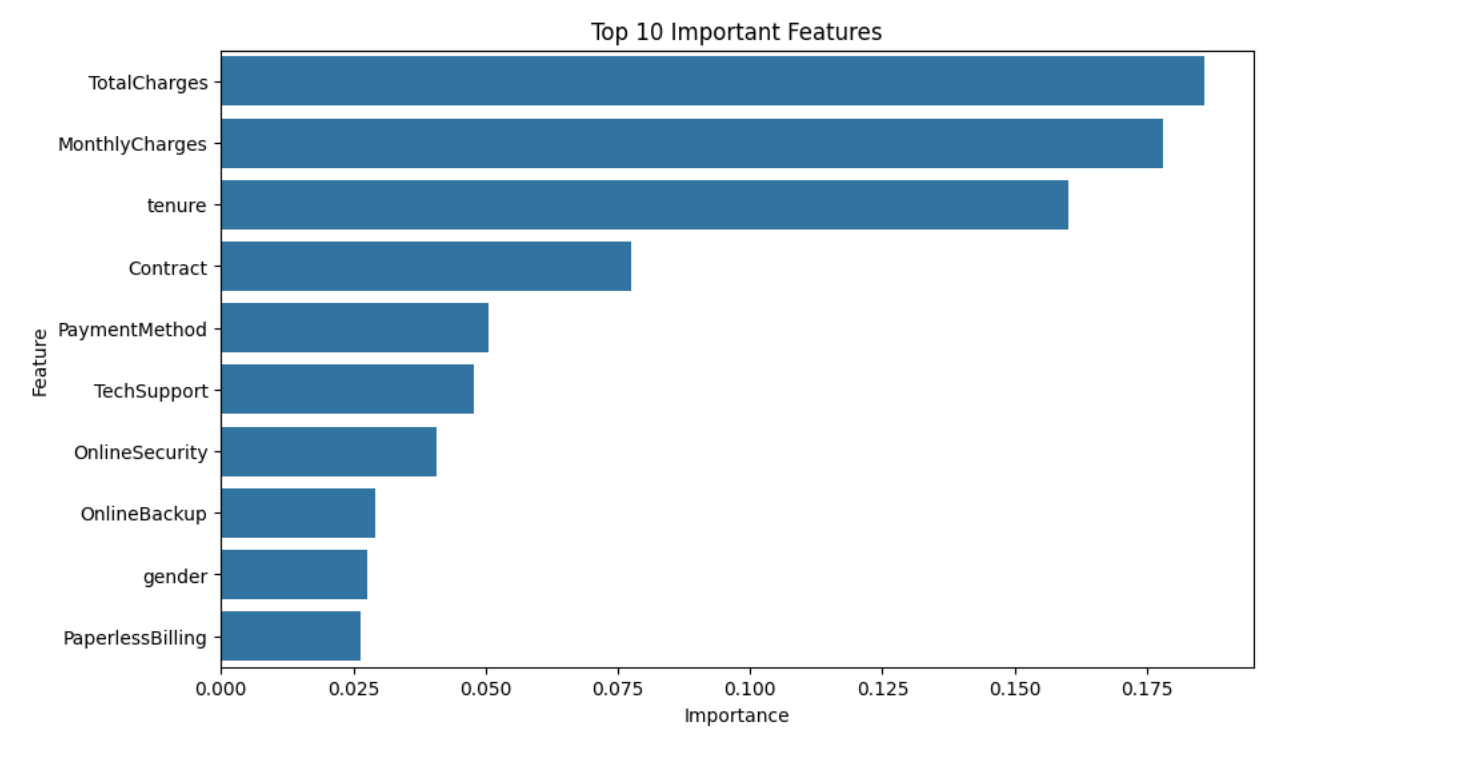 Top 10 Important Features
TotalCharges
MonthlyCharges
tenure
Contract
PaymentMethod
TechSupport
OnlineSecurity
OnlineBackup
gender
PaperlessBilling
Feature
0.000 0.025 0.050 0.075 0.100 0.125 0.150 0.175
Importance